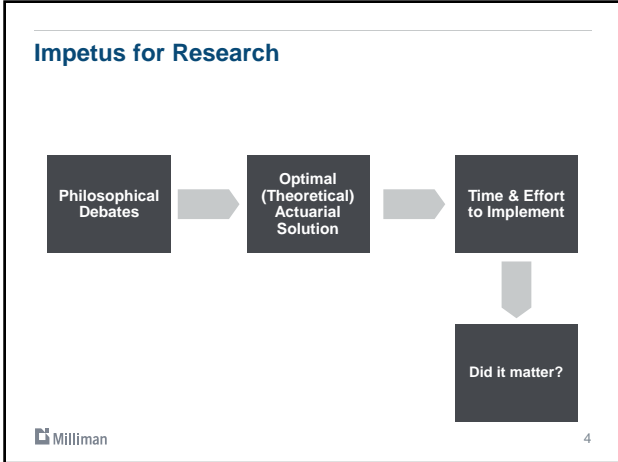 Impetus for Research
Philosophical
Debates
Optimal
(Theoretical)
Actuarial
Solution
Time & Effort
to Implement
Did it matter?
Milliman
4